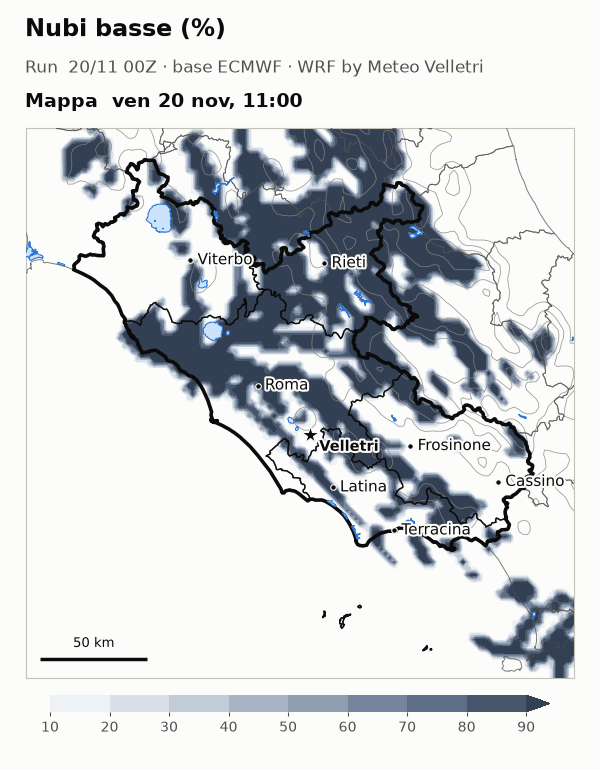 Nubi basse (%)
Run  20/11 00Z · base ECMWF · WRF by Meteo Velletri
Mappa  ven 20 nov, 11:00
Viterbo
Rieti
Roma
Velletri
Frosinone
Cassino
Latina
Terracina
50 km
10 20 30 40 50 60 70 80 90